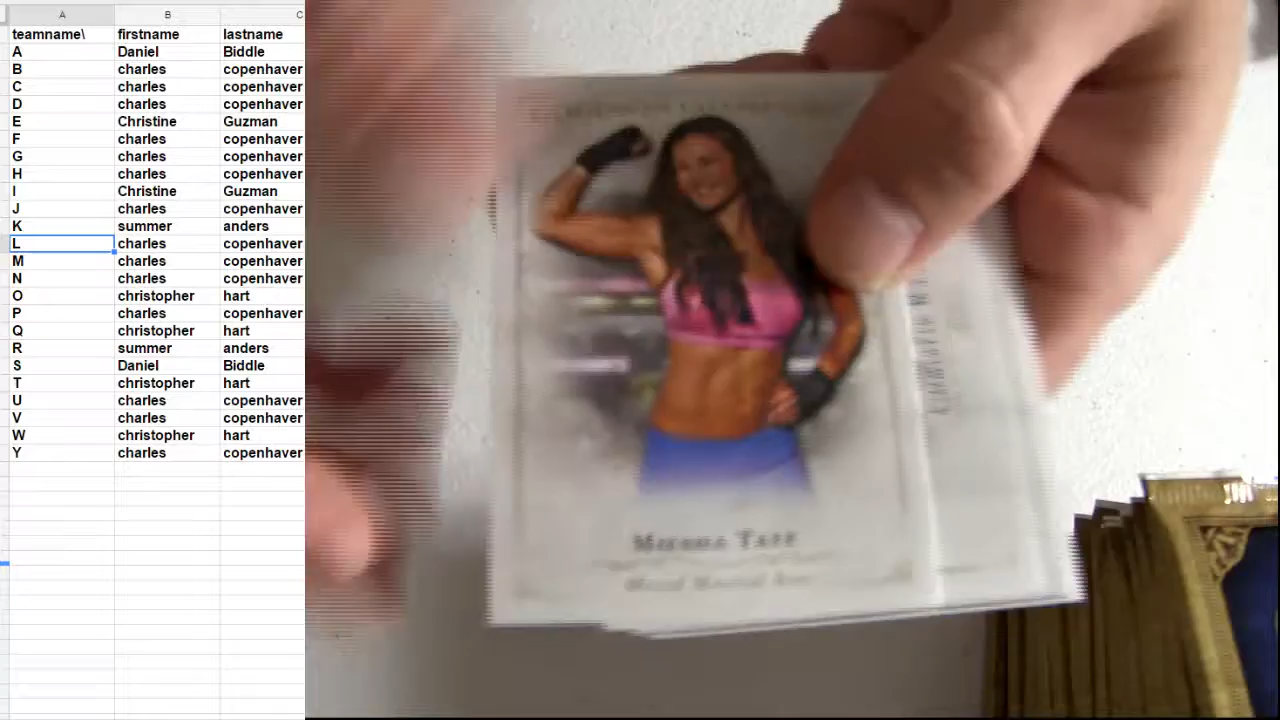 A B C
teamname\ firstname lastname
A Daniel Biddle
B charles copenhaver
C charles copenhaver
D charles copenhaver
E Christine Guzman
F charles copenhaver
G charles copenhaver
H charles copenhaver
I Christine Guzman
J charles copenhaver
K summer anders
L charles copenhaver
M charles copenhaver
N charles copenhaver
O christopher hart
P charles copenhaver
Q christopher hart
R summer anders
S Daniel Biddle
T christopher hart
U charles copenhaver
V charles copenhaver
W christopher hart
Y charles copenhaver
Miesha Tate